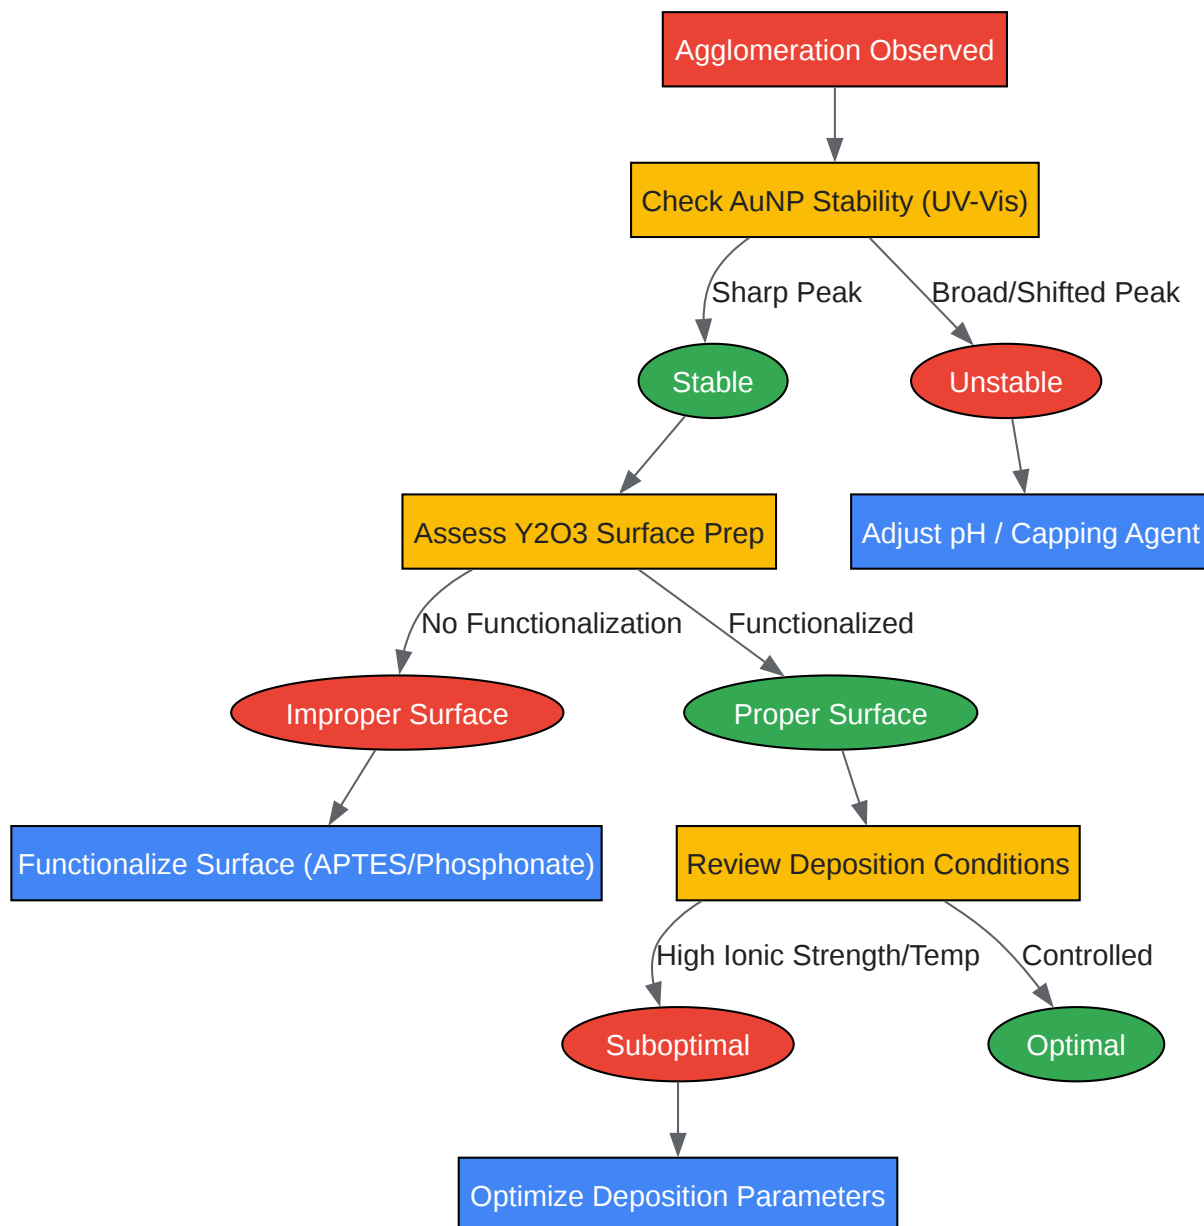 Agglomeration Observed
Check AuNP Stability (UV-Vis)
Sharp Peak
Broad/Shifted Peak
Stable
Unstable
Assess Y2O3 Surface Prep
Adjust pH / Capping Agent
No Functionalization
Functionalized
Improper Surface
Proper Surface
Functionalize Surface (APTES/Phosphonate)
Review Deposition Conditions
High Ionic Strength/Temp
Controlled
Suboptimal
Optimal
Optimize Deposition Parameters